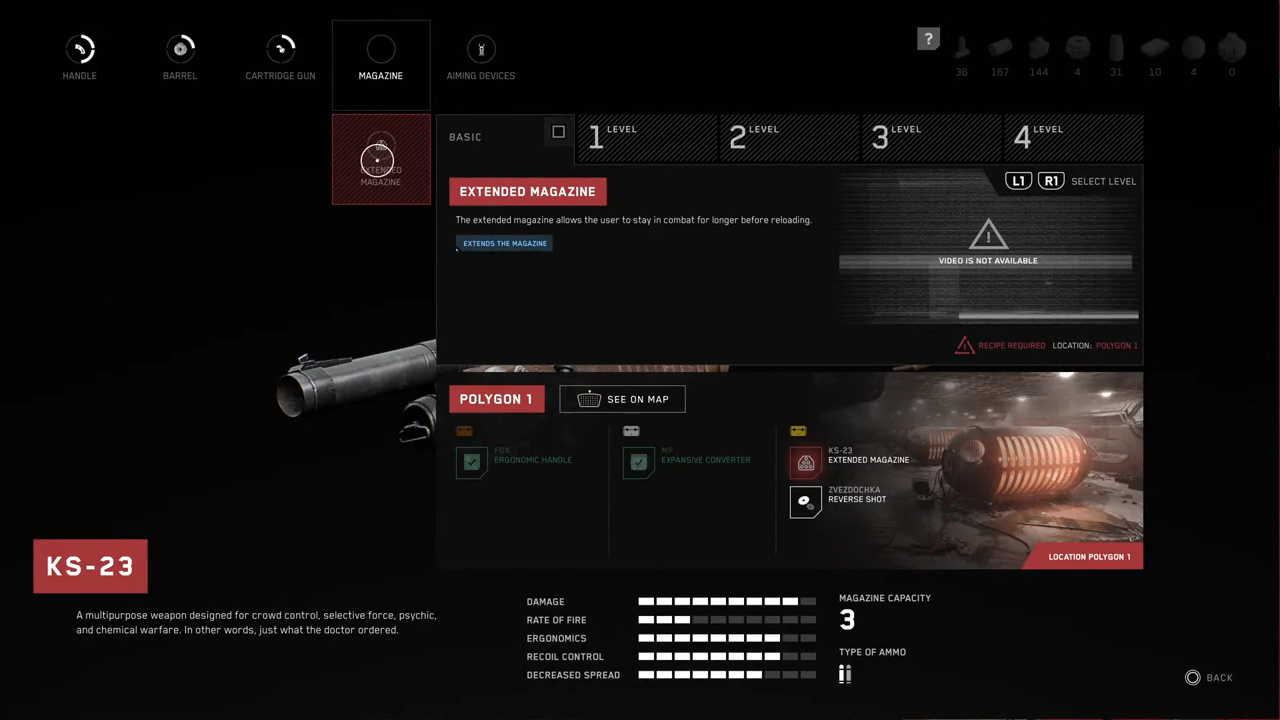 HANDLE
BARREL
CARTRIDGE GUN
MAGAZINE
AIMING DEVICES
?
36
167
144
4
31
10
4
0
EXTENDED
MAGAZINE
BASIC
1 LEVEL
2 LEVEL
3 LEVEL
4 LEVEL
EXTENDED MAGAZINE
L1 R1 SELECT LEVEL
The extended magazine allows the user to stay in combat for longer before reloading.
EXTENDS THE MAGAZINE
VIDEO IS NOT AVAILABLE
RECIPE REQUIRED LOCATION: POLYGON 1
POLYGON 1
SEE ON MAP
FOX
ERGONOMIC HANDLE
MP
EXPANSIVE CONVERTER
KS-23
EXTENDED MAGAZINE
ZVEZDOCHKA
REVERSE SHOT
LOCATION POLYGON 1
KS-23
A multipurpose weapon designed for crowd control, selective force, psychic,
and chemical warfare. In other words, just what the doctor ordered.
DAMAGE
RATE OF FIRE
ERGONOMICS
RECOIL CONTROL
DECREASED SPREAD
MAGAZINE CAPACITY
3
TYPE OF AMMO
BACK